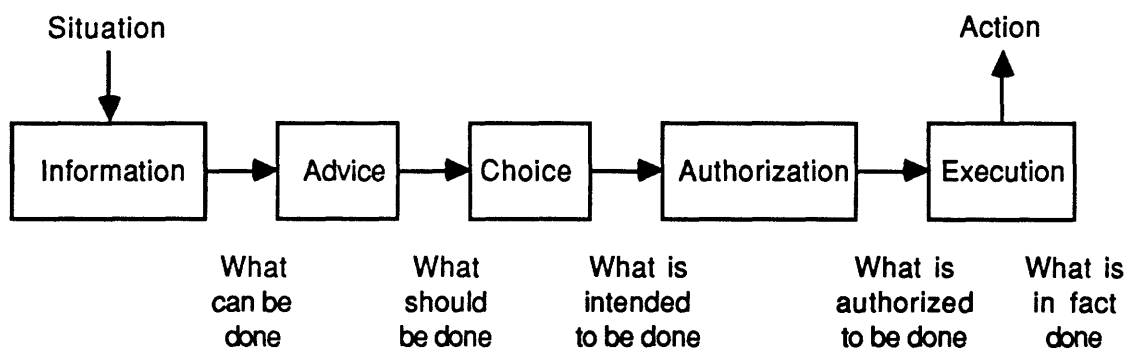 Situation
Action
Information
Advice
Choice
Authorization
Execution
What
can be
done
What
should
be done
What is
intended
to be done
What is
authorized
to be done
What is
in fact
done